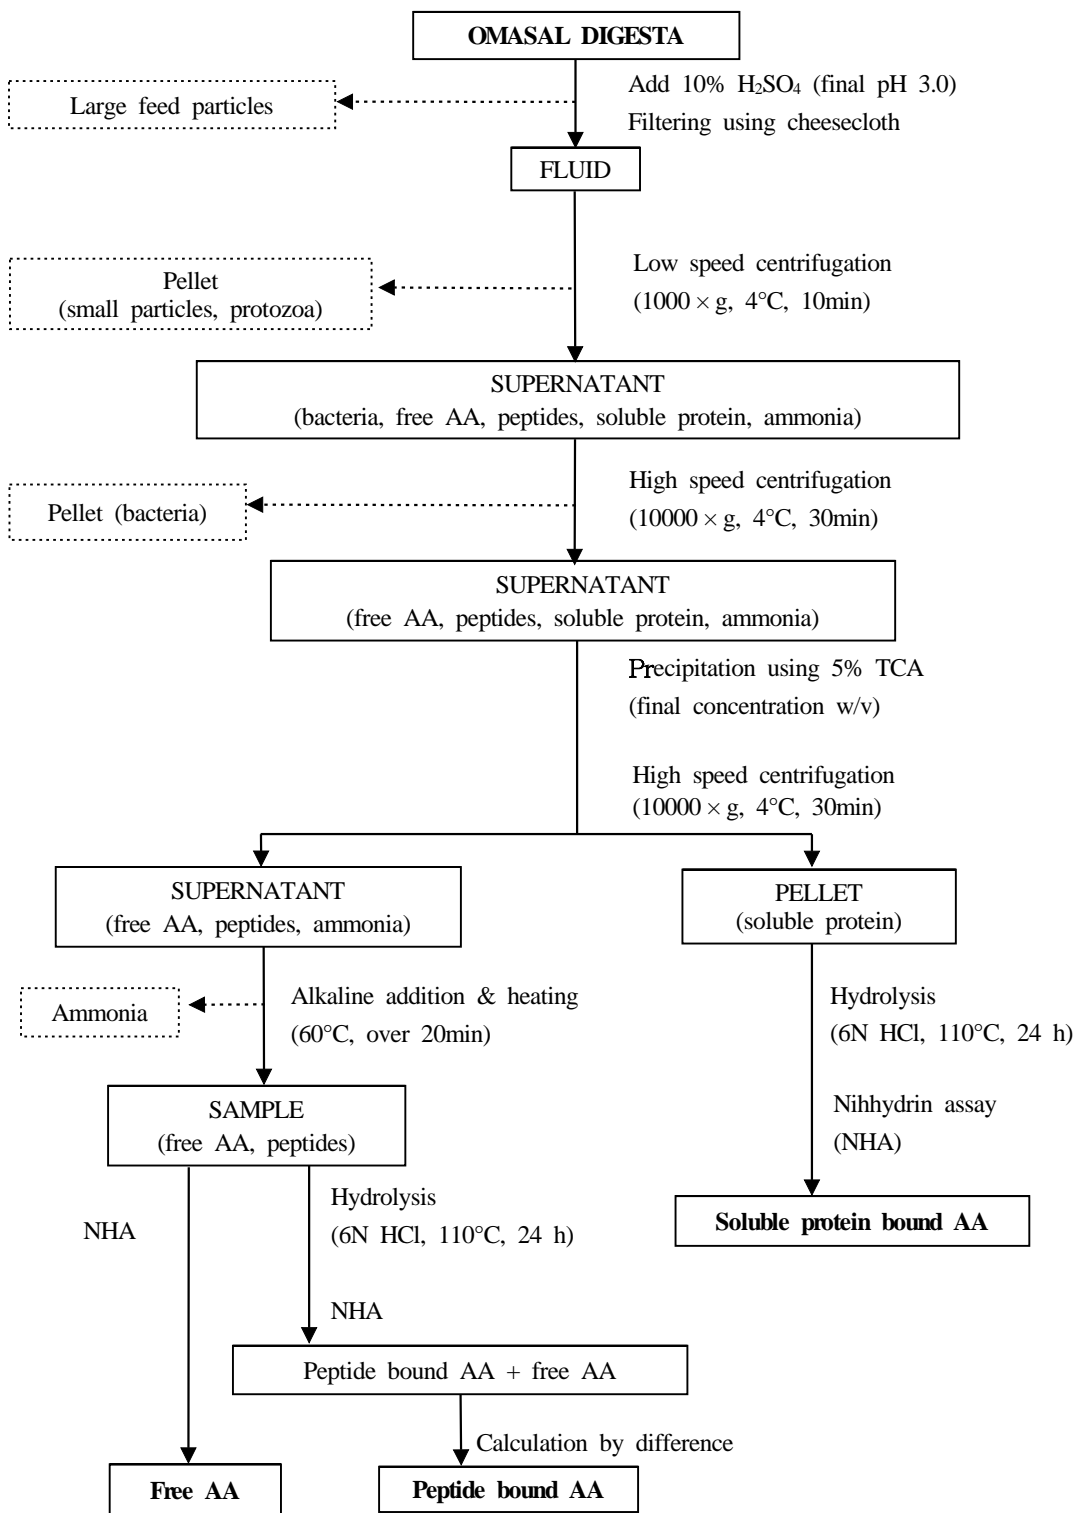 OMASAL DIGESTA
Add 10% H₂SO₄ (final pH 3.0)
Large feed particles
Filtering using cheesecloth
FLUID
Low speed centrifugation
(1000 × g, 4°C, 10min)
Pellet
(small particles, protozoa)
SUPERNATANT
(bacteria, free AA, peptides, soluble protein, ammonia)
High speed centrifugation
(10000 × g, 4°C, 30min)
Pellet (bacteria)
SUPERNATANT
(free AA, peptides, soluble protein, ammonia)
Precipitation using 5% TCA
(final concentration w/v)
High speed centrifugation
(10000 × g, 4°C, 30min)
SUPERNATANT
(free AA, peptides, ammonia)
PELLET
(soluble protein)
Ammonia
Alkaline addition & heating
(60°C, over 20min)
Hydrolysis
(6N HCl, 110°C, 24 h)
SAMPLE
(free AA, peptides)
Nihhydrin assay
(NHA)
NHA
Hydrolysis
(6N HCl, 110°C, 24 h)
Soluble protein bound AA
NHA
Peptide bound AA + free AA
Calculation by difference
Free AA
Peptide bound AA